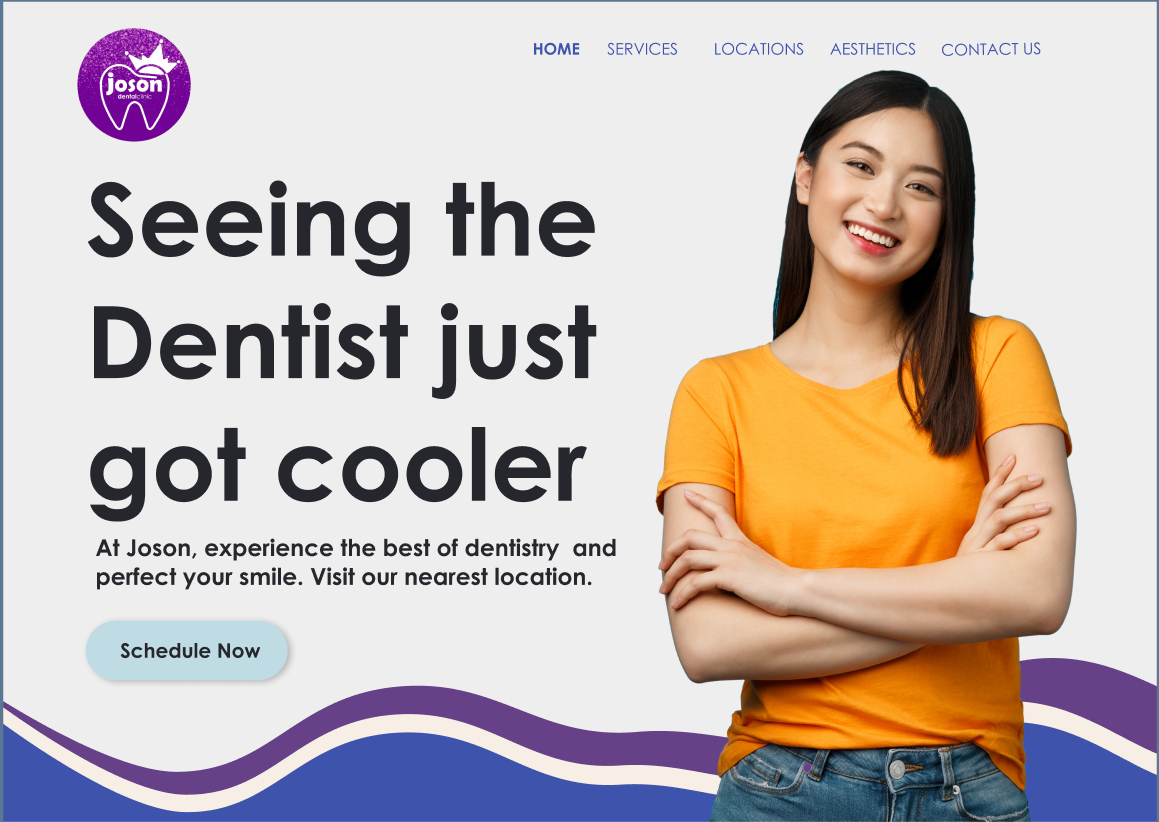 joson
dentalclinic
HOME SERVICES LOCATIONS AESTHETICS CONTACT US
Seeing the
Dentist just
got cooler
At Joson, experience the best of dentistry  and
perfect your smile. Visit our nearest location.
Schedule Now